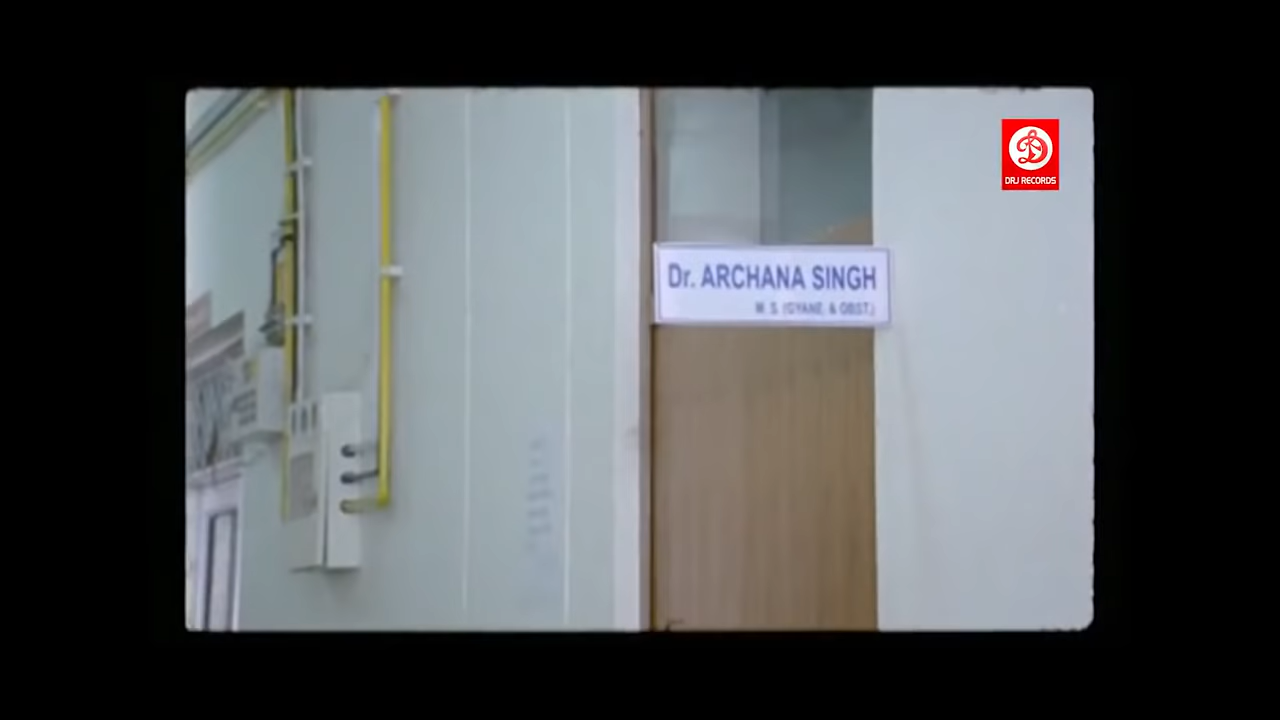 DRJ RECORDS
Dr. ARCHANA SINGH
M. S. (GYANE. & OBST.)